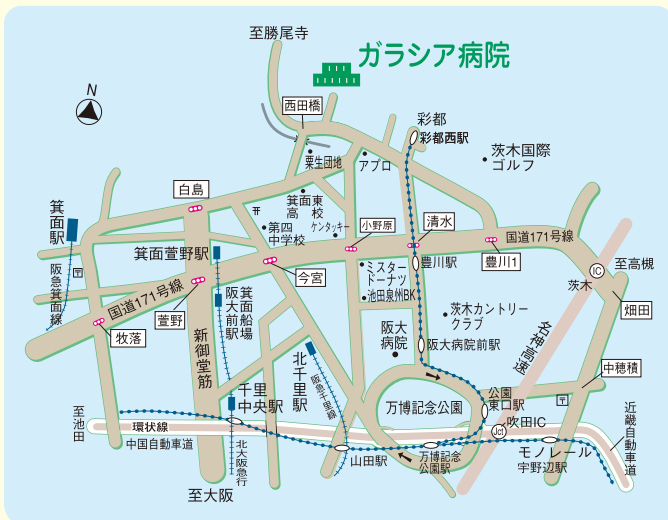 至勝尾寺
ガラシア病院
N
西田橋
彩都
彩都西駅
粟生団地
アプロ
茨木国際
ゴルフ
白島
箕面東
高校
箕面駅
第四
中学校
ケンタッキー
小野原
清水
国道171号線
箕面萱野駅
豊川駅
豊川1
至高槻
阪急箕面線
今宮
ミスター
ドーナツ
池田泉州BK
IC
茨木
国道171号線
萱野
箕面船場
阪大前駅
茨木カントリー
クラブ
畑田
牧落
新御堂筋
阪大
病院
阪大病院前駅
名神高速
北千里駅
阪急千里線
中穂積
至池田
千里
中央駅
万博記念公園
公園
東口駅
環状線
吹田IC
Jct
近畿自動車道
中国自動車道
北大阪急行
山田駅
万博記念
公園駅
モノレール
宇野辺駅
至大阪